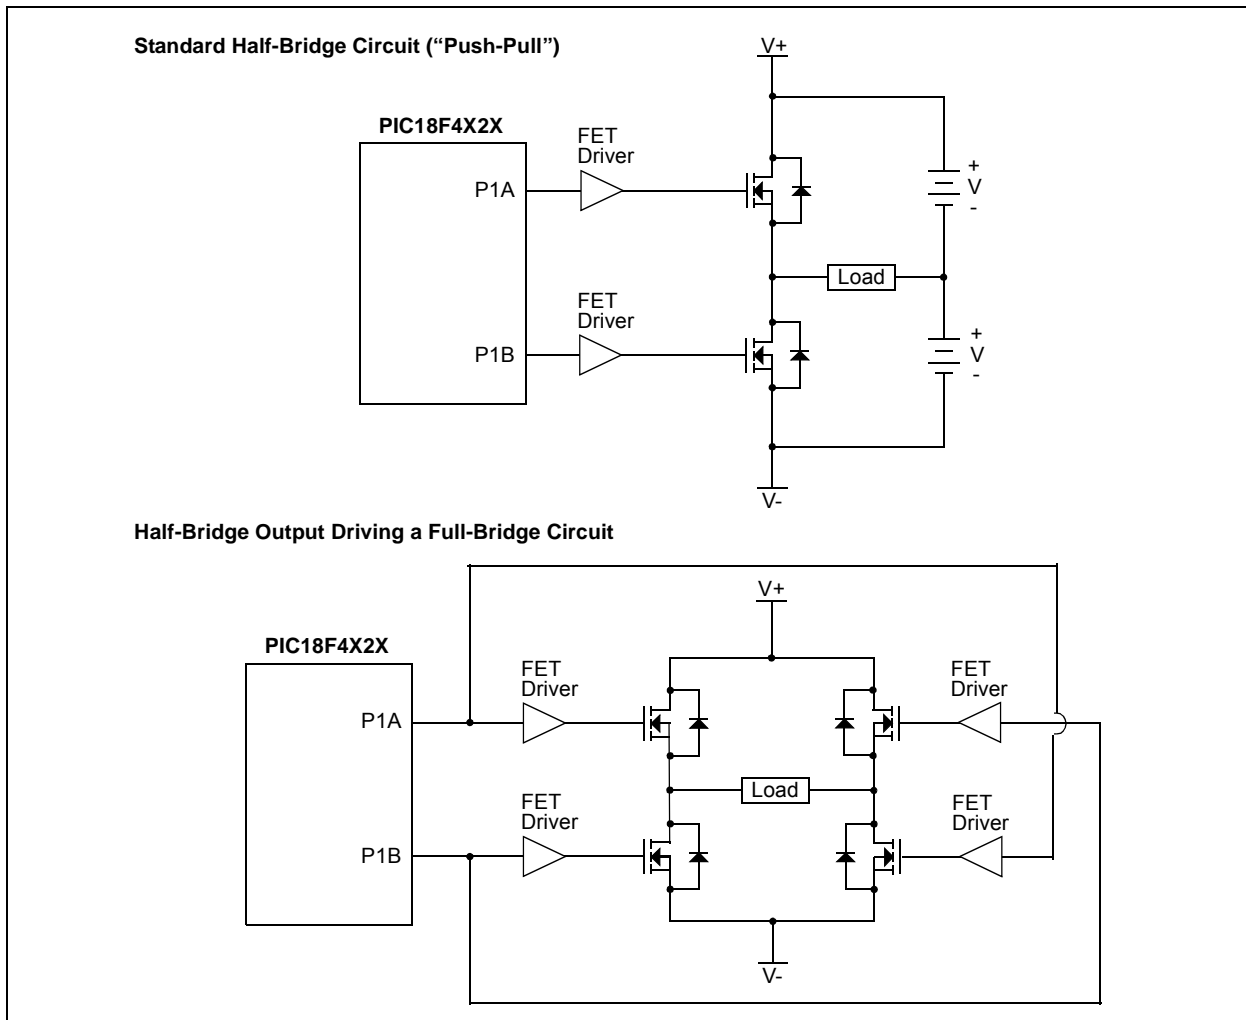 Standard Half-Bridge Circuit (“Push-Pull”)
V+
PIC18F4X2X
FET
Driver
P1A
+
V
-
Load
FET
Driver
P1B
+
V
-
V-
Half-Bridge Output Driving a Full-Bridge Circuit
V+
PIC18F4X2X
FET
Driver
FET
Driver
P1A
Load
FET
Driver
FET
Driver
P1B
V-